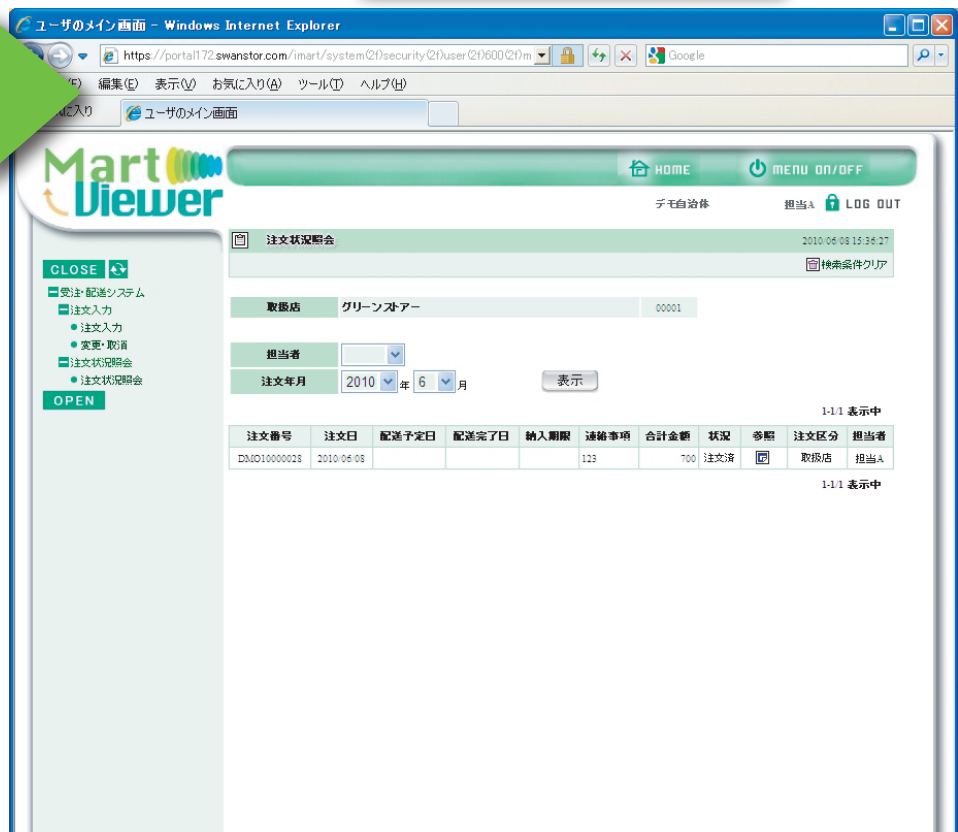 ユーザのメイン画面 - Windows Internet Explorer
https://portal172.swanstor.com/imart/system(2f)security(2f)user(2f)600(2f)m
Google
編集(E) 表示(V) お気に入り(A) ツール(T) ヘルプ(H)
に入り ユーザのメイン画面
Mart Viewer
HOME MENU ON/OFF
デモ自治体 担当A LOG OUT
注文状況照会 2010/06/08 15:36:27
検索条件クリア
CLOSE
受注・配送システム
注文入力
注文入力
変更・取消
注文状況照会
注文状況照会
OPEN
取扱店 グリーンストアー 00001
担当者
注文年月 2010 年 6 月 表示
1-1/1 表示中
注文番号 注文日 配送予定日 配送完了日 納入期限 連絡事項 合計金額 状況 参照 注文区分 担当者
DMO10000028 2010/06/08 123 700 注文済 取扱店 担当A
1-1/1 表示中